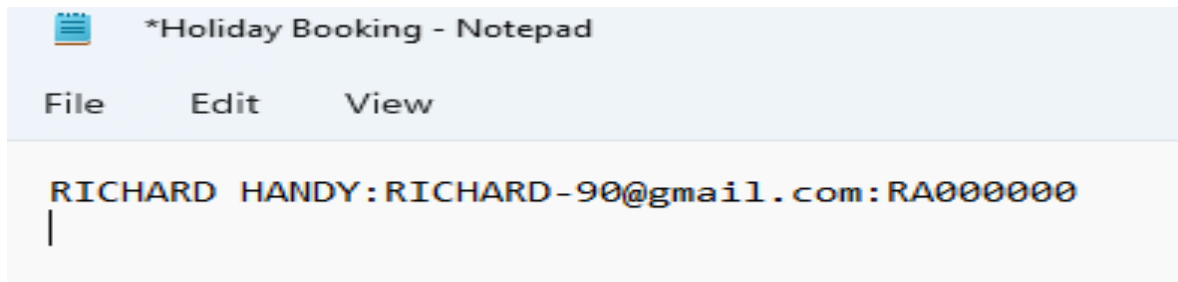 *Holiday Booking - Notepad
File Edit View
RICHARD HANDY:RICHARD-90@gmail.com:RA000000